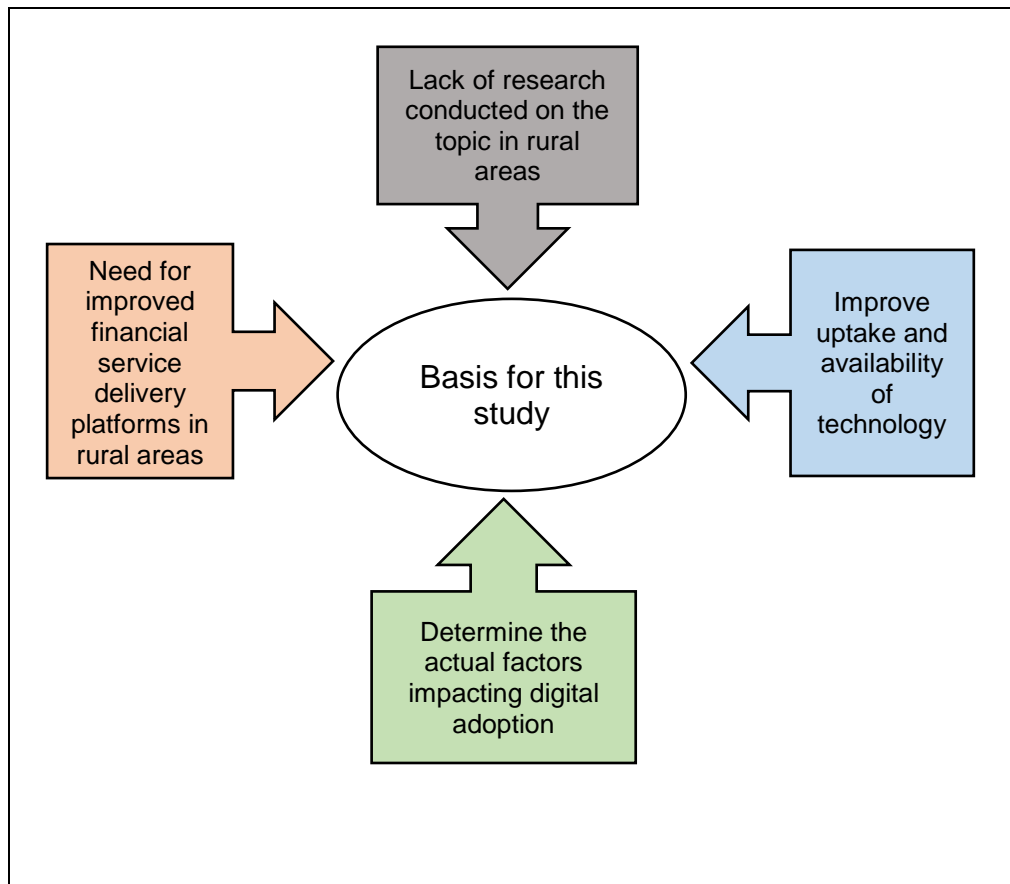 Lack of research
conducted on the
topic in rural
areas
Need for
improved
financial
service
delivery
platforms in
rural areas
Basis for this
study
Improve
uptake and
availability
of
technology
Determine the
actual factors
impacting digital
adoption